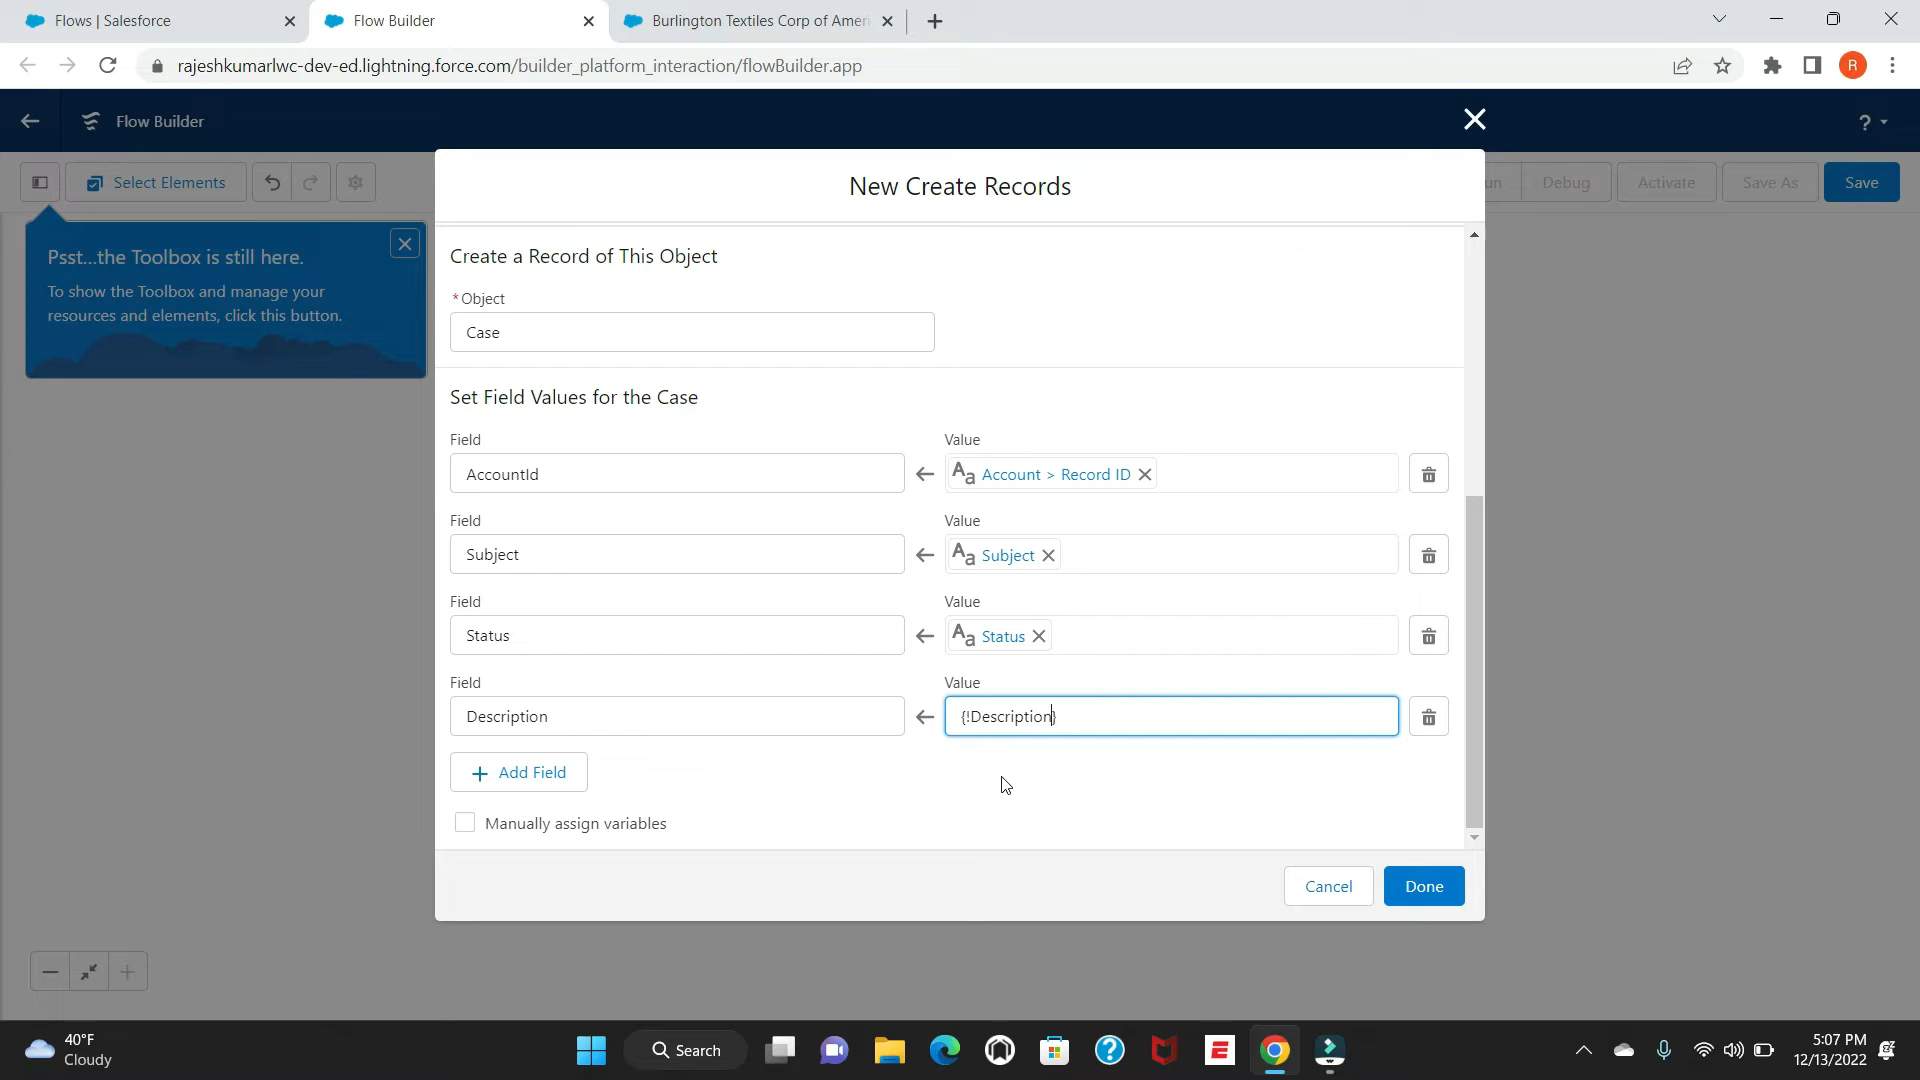 Flows | Salesforce
Flow Builder
Burlington Textiles Corp of Ameri
rajeshkumarlwc-dev-ed.lightning.force.com/builder_platform_interaction/flowBuilder.app
R
Flow Builder
?
Select Elements
Debug
Activate
Save As
Save
New Create Records
Psst...the Toolbox is still here.
To show the Toolbox and manage your
resources and elements, click this button.
Create a Record of This Object
*Object
Case
Set Field Values for the Case
Field Value
AccountId Aa Account > Record ID
Field Value
Subject Aa Subject
Field Value
Status Aa Status
Field Value
Description {!Description}
+ Add Field
Manually assign variables
Cancel Done
40°F
Cloudy
Search
5:07 PM
12/13/2022